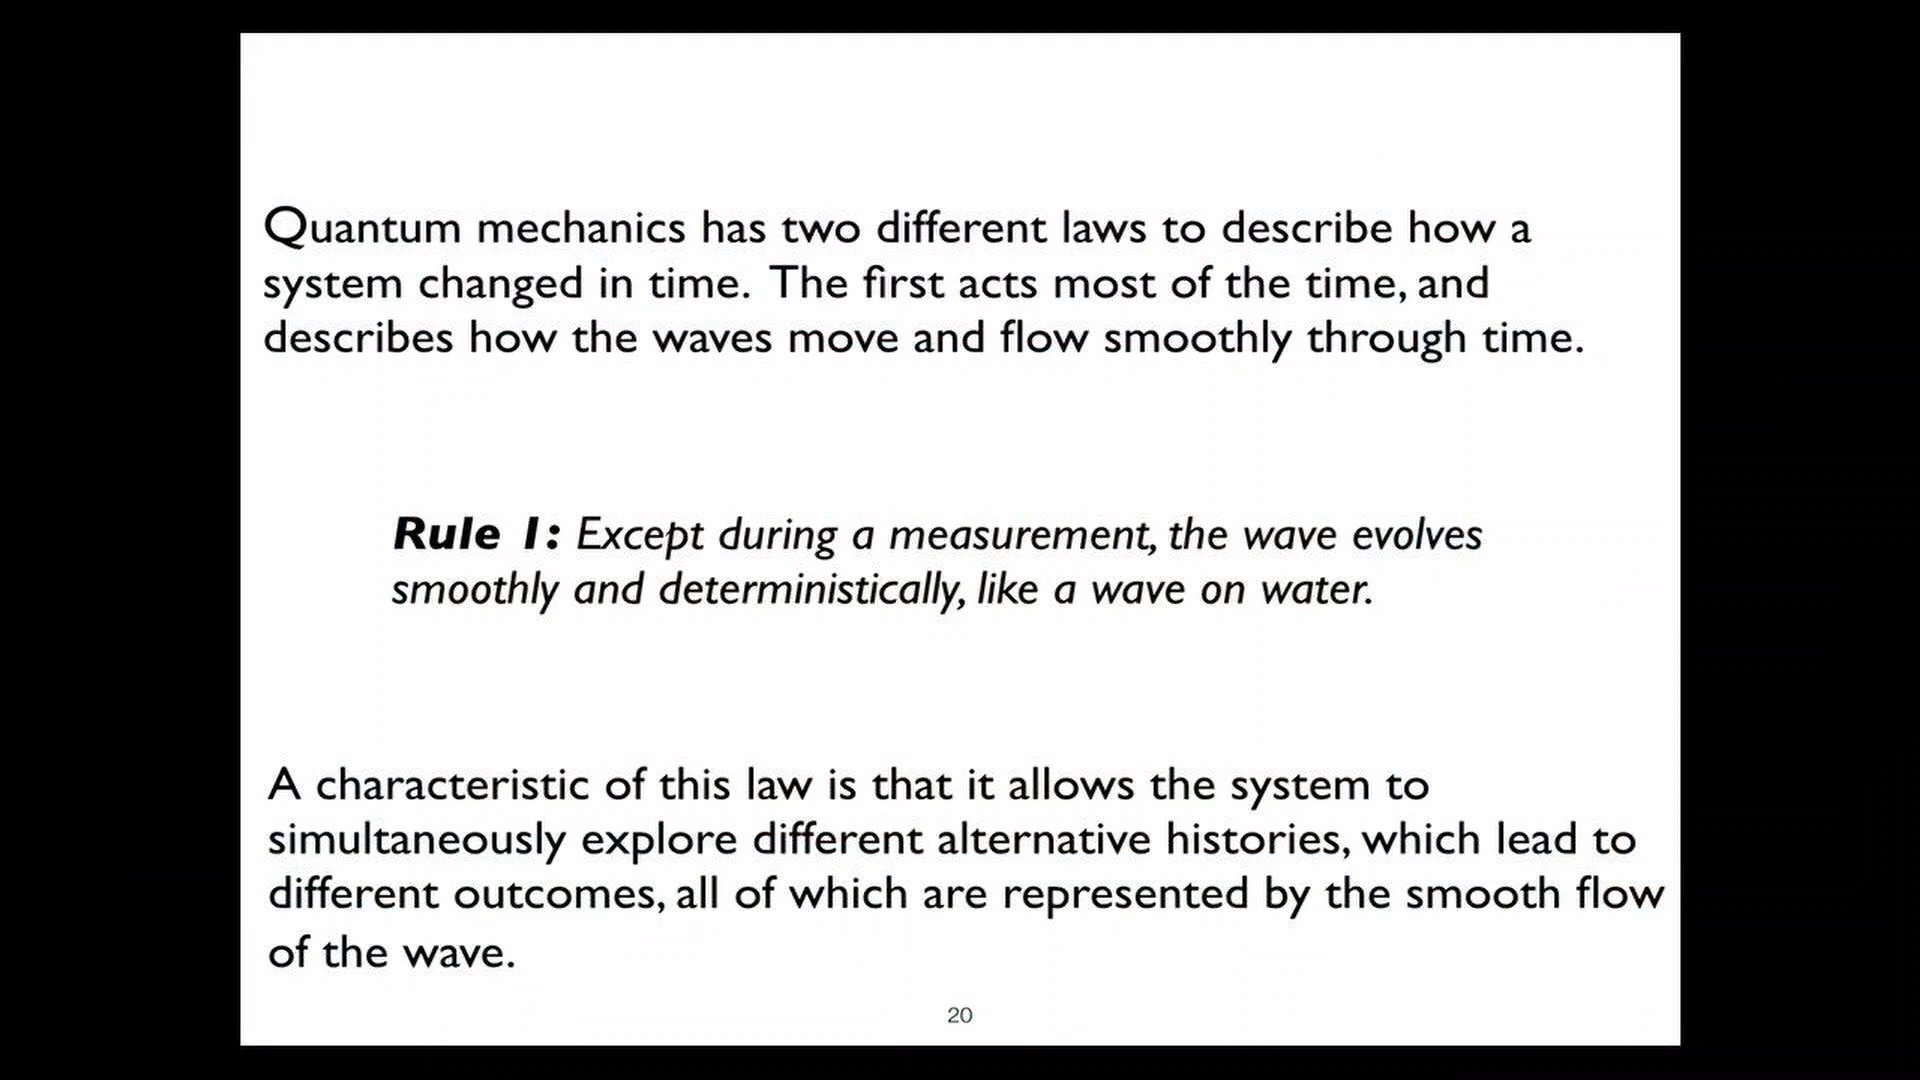 Quantum mechanics has two different laws to describe how a
system changed in time. The first acts most of the time, and
describes how the waves move and flow smoothly through time.
Rule 1: Except during a measurement, the wave evolves
smoothly and deterministically, like a wave on water.
A characteristic of this law is that it allows the system to
simultaneously explore different alternative histories, which lead to
different outcomes, all of which are represented by the smooth flow
of the wave.
20